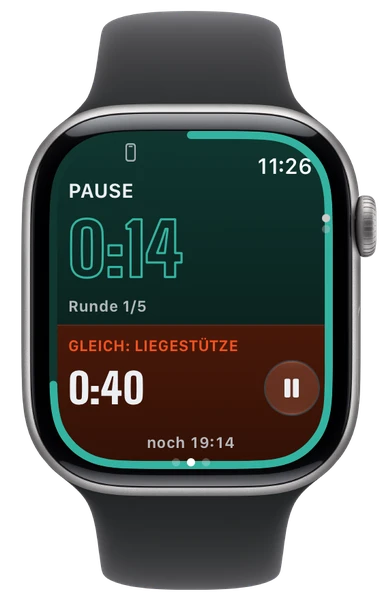 11:26
PAUSE
0:14
Runde 1/5
GLEICH: LIEGESTÜTZE
0:40
noch 19:14